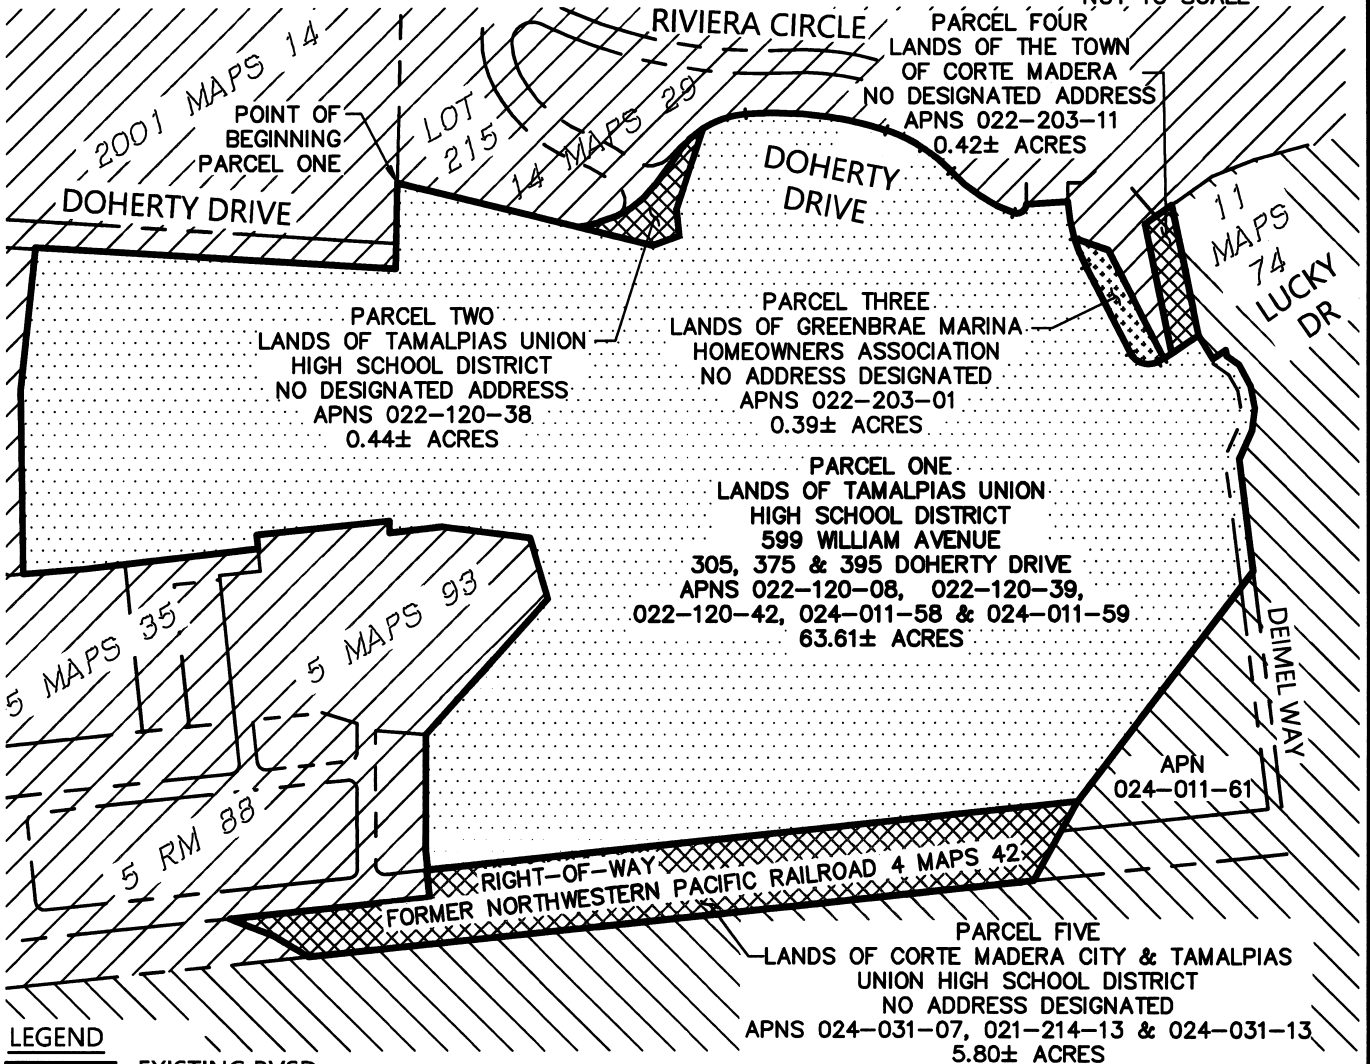 RIVIERA CIRCLE
PARCEL FOUR
LANDS OF THE TOWN
OF CORTE MADERA
NO DESIGNATED ADDRESS
APNS 022-203-11
0.42± ACRES
2001 MAPS 14
POINT OF
BEGINNING
PARCEL ONE
LOT
215
14 MAPS 29
DOHERTY DRIVE
DOHERTY
DRIVE
11
MAPS
74
LUCKY
DR
PARCEL TWO
LANDS OF TAMALPIAS UNION
HIGH SCHOOL DISTRICT
NO DESIGNATED ADDRESS
APNS 022-120-38
0.44± ACRES
PARCEL THREE
LANDS OF GREENBRAE MARINA
HOMEOWNERS ASSOCIATION
NO ADDRESS DESIGNATED
APNS 022-203-01
0.39± ACRES
PARCEL ONE
LANDS OF TAMALPIAS UNION
HIGH SCHOOL DISTRICT
599 WILLIAM AVENUE
305, 375 & 395 DOHERTY DRIVE
APNS 022-120-08, 022-120-39,
022-120-42, 024-011-58 & 024-011-59
63.61± ACRES
5 MAPS 35
5 MAPS 93
5 RM 88
DEIMEL WAY
APN
024-011-61
RIGHT-OF-WAY
FORMER NORTHWESTERN PACIFIC RAILROAD 4 MAPS 42
PARCEL FIVE
LANDS OF CORTE MADERA CITY & TAMALPIAS
UNION HIGH SCHOOL DISTRICT
NO ADDRESS DESIGNATED
APNS 024-031-07, 021-214-13 & 024-031-13
5.80± ACRES
LEGEND